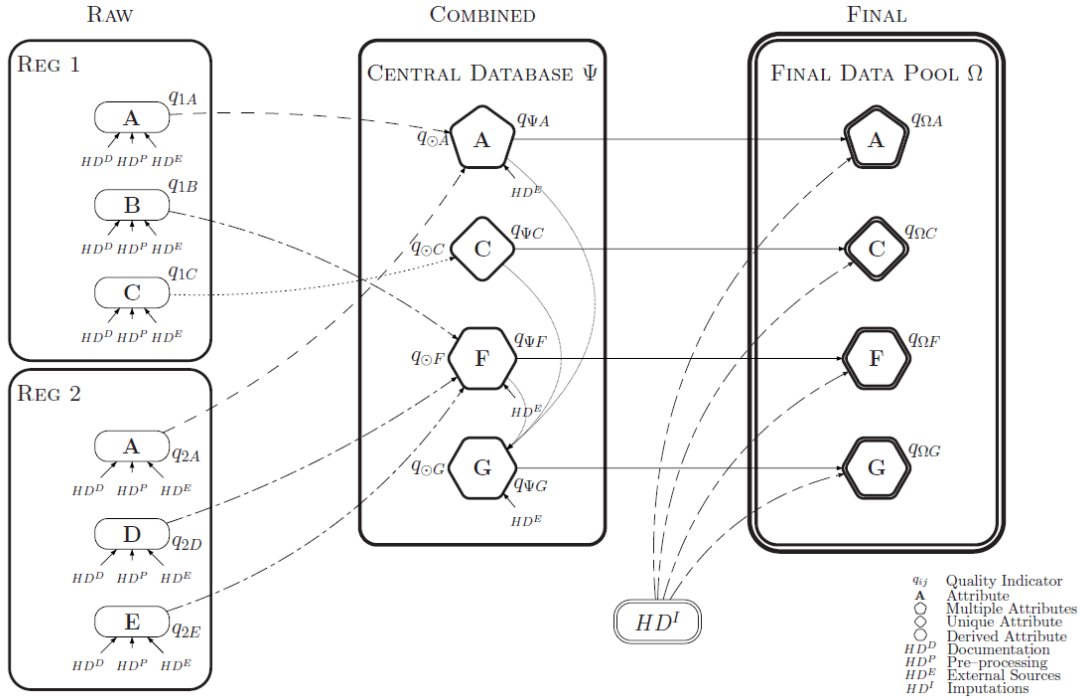 RAW
COMBINED
FINAL
REG 1
q1A
A
HD^D HD^P HD^E
q1B
B
HD^D HD^P HD^E
q1C
C
HD^D HD^P HD^E
REG 2
A
q2A
HD^D HD^P HD^E
D
q2D
HD^D HD^P HD^E
E
q2E
HD^D HD^P HD^E
CENTRAL DATABASE Ψ
qΨA
q⊙A A
HD^E
qΨC
q⊙C C
qΨF
q⊙F F
HD^E
q⊙G G
qΨG
HD^E
FINAL DATA POOL Ω
qΩA
A
qΩC
C
qΩF
F
qΩG
G
HD^I
qij Quality Indicator
A Attribute
Multiple Attributes
Unique Attribute
Derived Attribute
HD^D Documentation
HD^P Pre–processing
HD^E External Sources
HD^I Imputations